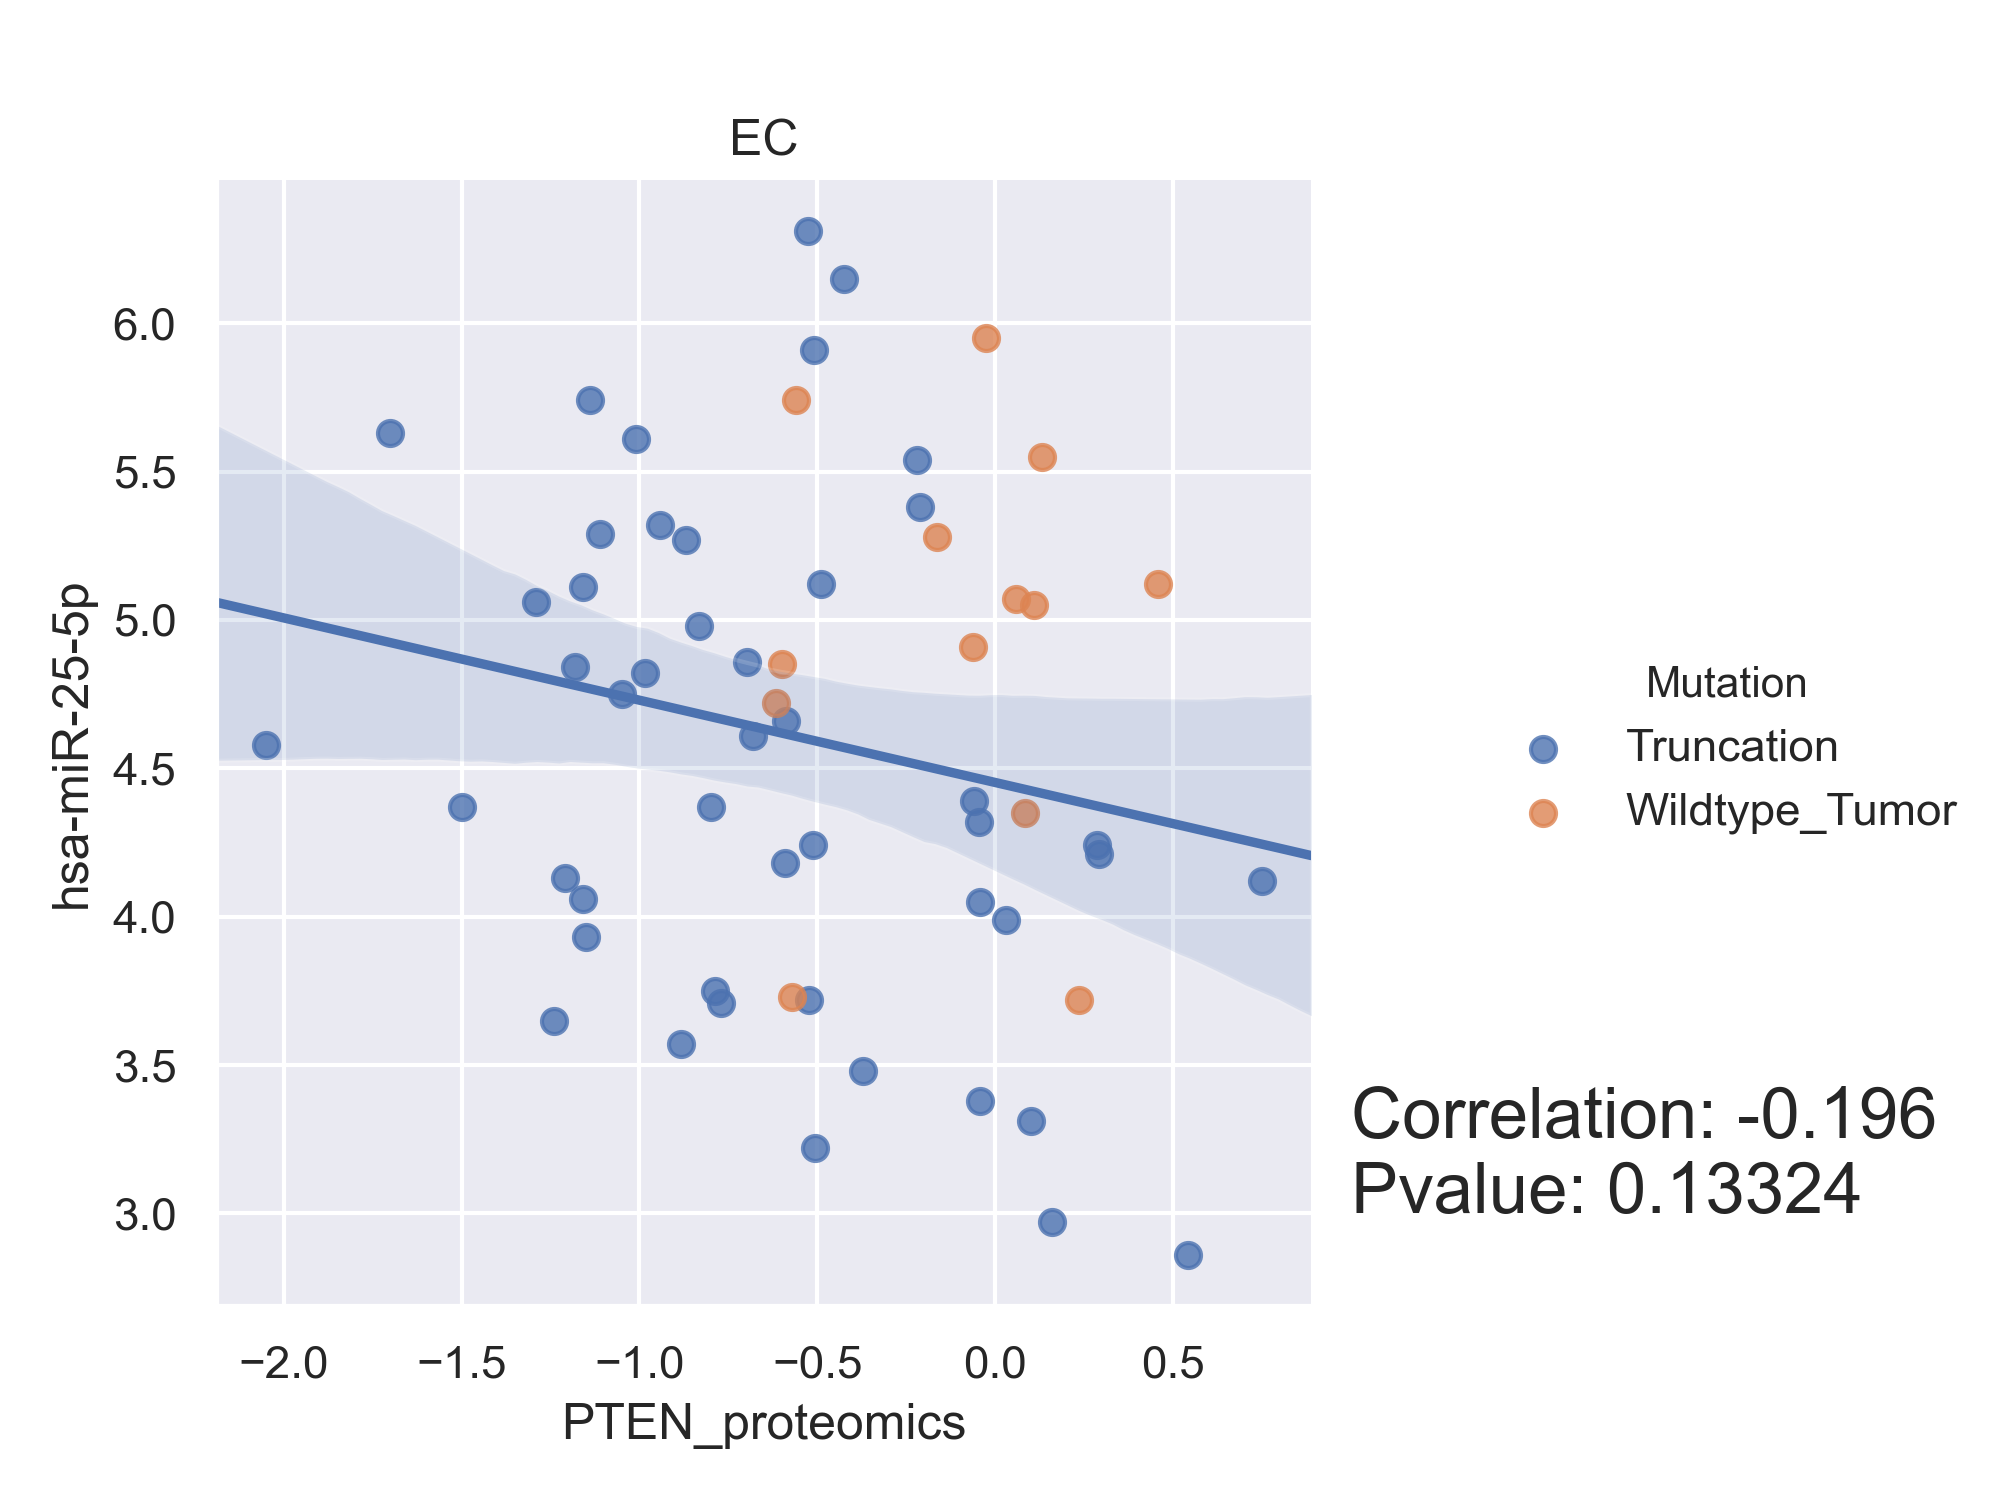 EC
6.0
5.5
5.0
4.5
4.0
3.5
3.0
hsa-miR-25-5p
−2.0 −1.5 −1.0 −0.5 0.0 0.5
PTEN_proteomics
Mutation
Truncation
Wildtype_Tumor
Correlation: -0.196
Pvalue: 0.13324